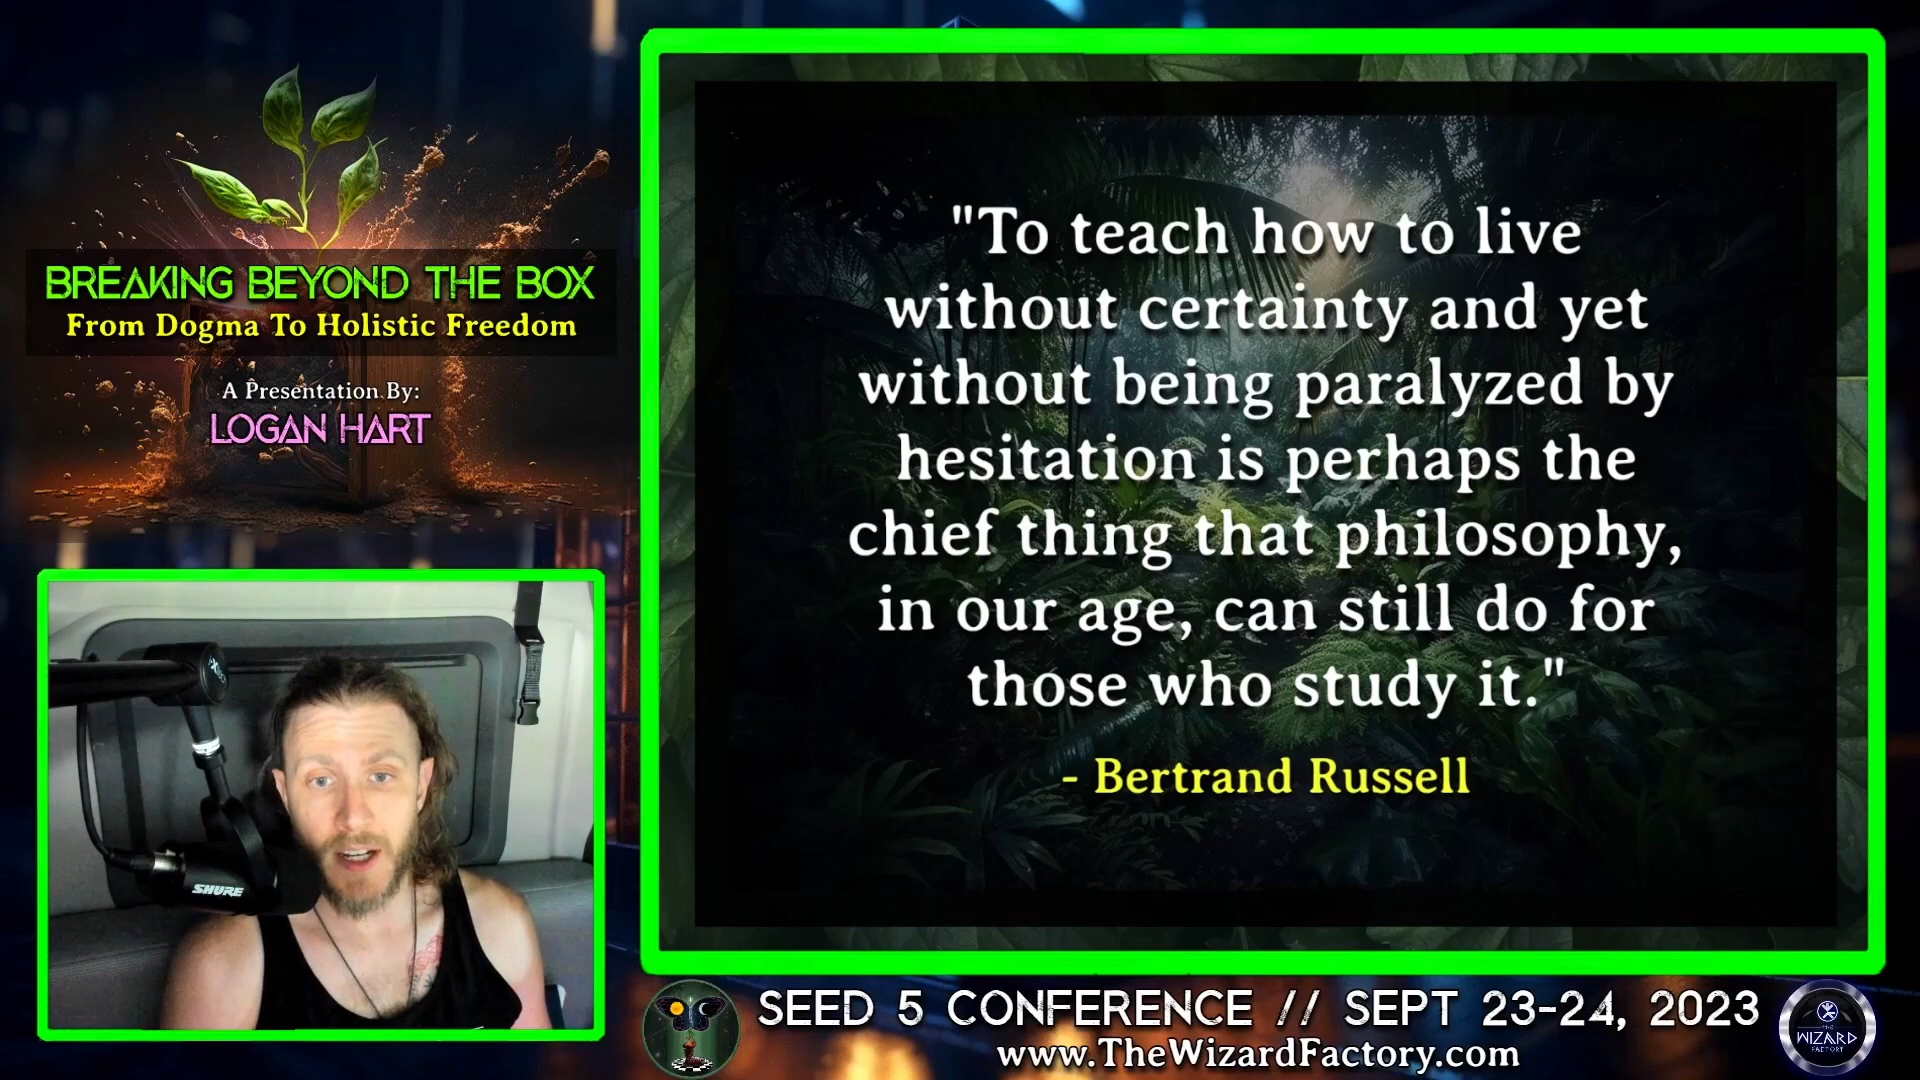 BREAKING BEYOND THE BOX
From Dogma To Holistic Freedom
A Presentation By:
LOGAN HART
SHURE
"To teach how to live
without certainty and yet
without being paralyzed by
hesitation is perhaps the
chief thing that philosophy,
in our age, can still do for
those who study it."
- Bertrand Russell
SEED 5 CONFERENCE // SEPT 23-24, 2023
www.TheWizardFactory.com
THE
WIZARD
FACTORY